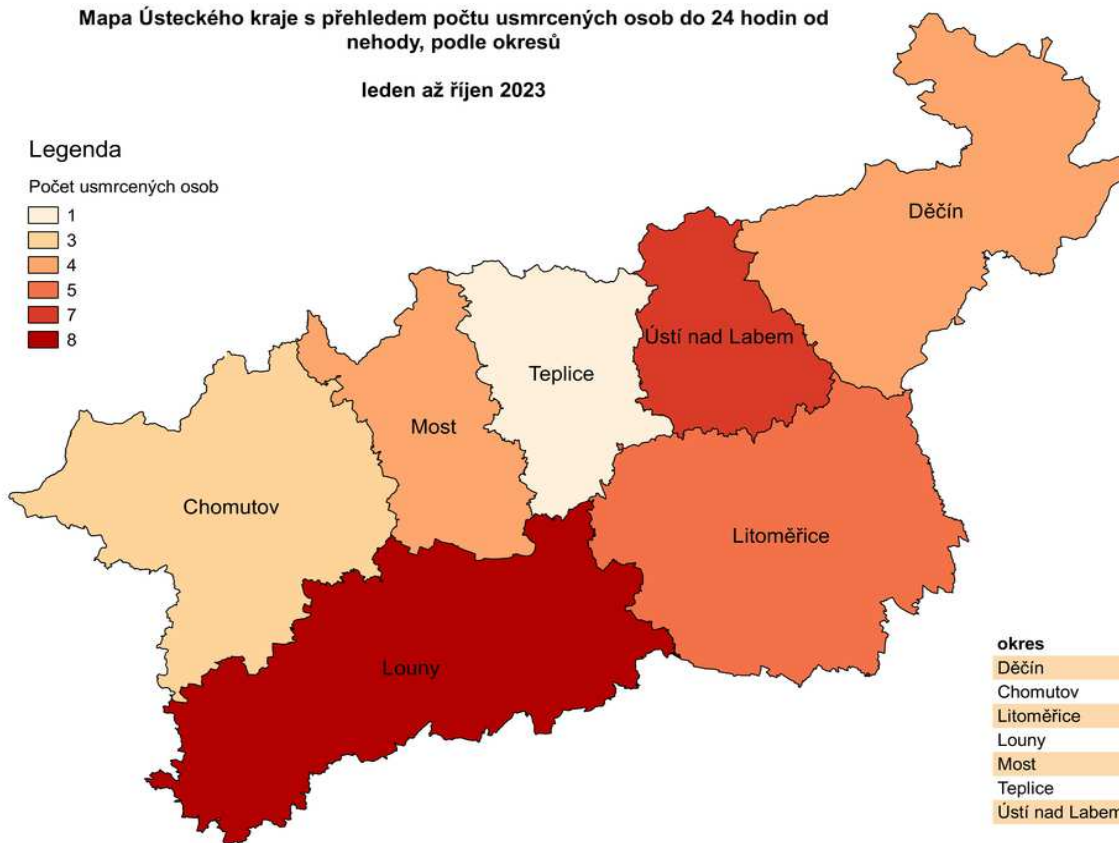 Mapa Ústeckého kraje s přehledem počtu usmrcených osob do 24 hodin od
nehody, podle okresů
leden až říjen 2023
Legenda
Počet usmrcených osob
1
3
4
5
7
8
Děčín
Ústí nad Labem
Teplice
Most
Chomutov
Litoměřice
Louny
okres
Děčín
Chomutov
Litoměřice
Louny
Most
Teplice
Ústí nad Labem